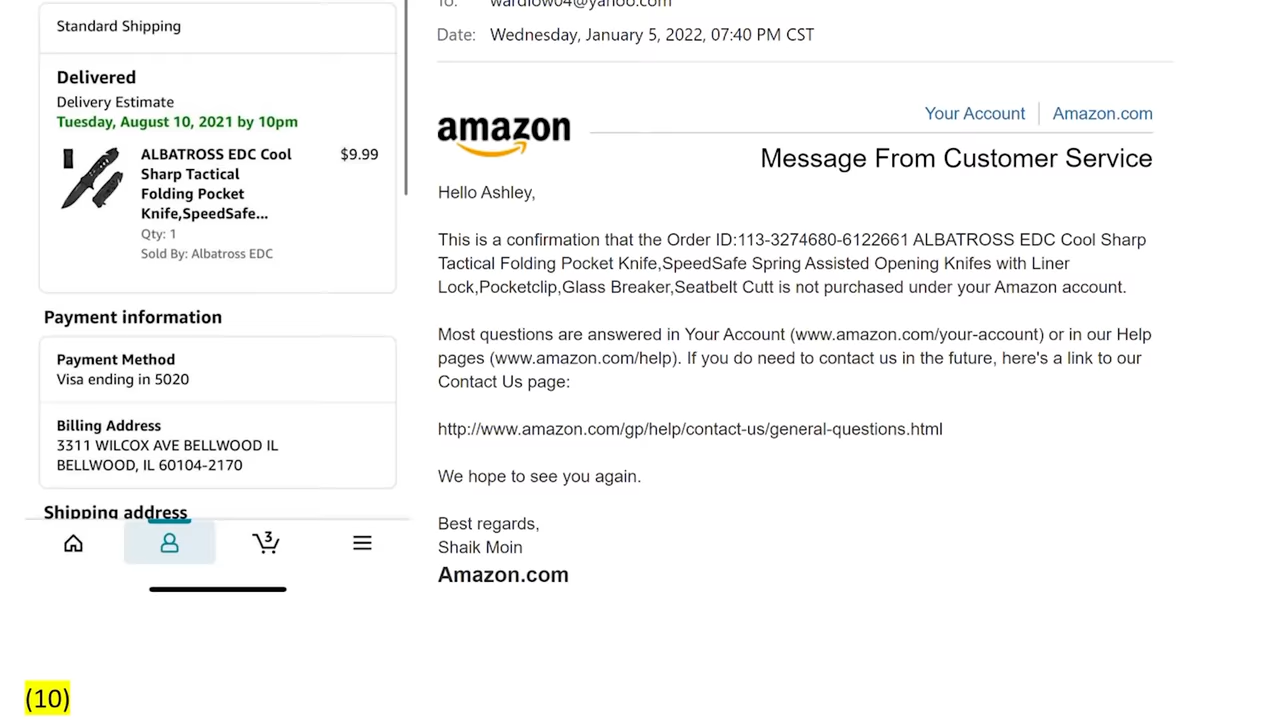 Standard Shipping
Delivered
Delivery Estimate
Tuesday, August 10, 2021 by 10pm
ALBATROSS EDC Cool
Sharp Tactical
Folding Pocket
Knife,SpeedSafe...
$9.99
Qty: 1
Sold By: Albatross EDC
Payment information
Payment Method
Visa ending in 5020
Billing Address
3311 WILCOX AVE BELLWOOD IL
BELLWOOD, IL 60104-2170
Shipping address
3
To: wardlow04@yahoo.com
Date: Wednesday, January 5, 2022, 07:40 PM CST
amazon
Your Account
Amazon.com
Message From Customer Service
Hello Ashley,
This is a confirmation that the Order ID:113-3274680-6122661 ALBATROSS EDC Cool Sharp
Tactical Folding Pocket Knife,SpeedSafe Spring Assisted Opening Knifes with Liner
Lock,Pocketclip,Glass Breaker,Seatbelt Cutt is not purchased under your Amazon account.
Most questions are answered in Your Account (www.amazon.com/your-account) or in our Help
pages (www.amazon.com/help). If you do need to contact us in the future, here's a link to our
Contact Us page:
http://www.amazon.com/gp/help/contact-us/general-questions.html
We hope to see you again.
Best regards,
Shaik Moin
Amazon.com
(10)